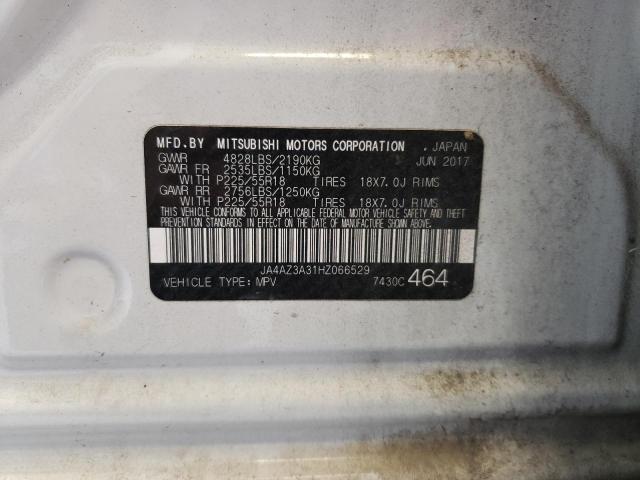 MFD.BY MITSUBISHI MOTORS CORPORATION . JAPAN
GVWR 4828LBS/2190KG JUN 2017
GAWR FR 2535LBS/1150KG
WITH P225/55R18 TIRES 18X7.0J RIMS
GAWR RR 2756LBS/1250KG
WITH P225/55R18 TIRES 18X7.0J RIMS
THIS VEHICLE CONFORMS TO ALL APPLICABLE FEDERAL MOTOR VEHICLE SAFETY AND THEFT
PREVENTION STANDARDS IN EFFECT ON THE DATE OF MANUFACTURE SHOWN ABOVE.
JA4AZ3A31HZ066529
VEHICLE TYPE: MPV 7430C 464